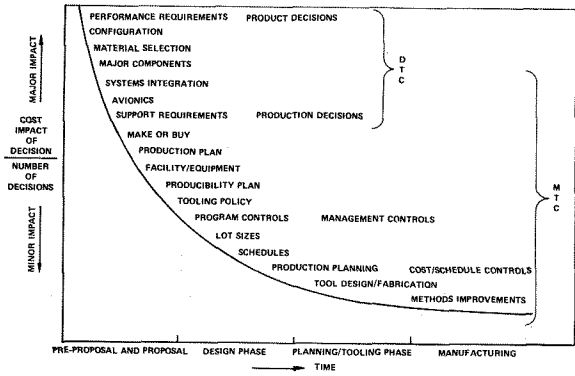 PERFORMANCE REQUIREMENTS PRODUCT DECISIONS
CONFIGURATION
MATERIAL SELECTION
MAJOR COMPONENTS
SYSTEMS INTEGRATION
AVIONICS
SUPPORT REQUIREMENTS PRODUCTION DECISIONS
MAKE OR BUY
PRODUCTION PLAN
FACILITY/EQUIPMENT
PRODUCIBILITY PLAN
TOOLING POLICY
PROGRAM CONTROLS MANAGEMENT CONTROLS
LOT SIZES
SCHEDULES
PRODUCTION PLANNING COST/SCHEDULE CONTROLS
TOOL DESIGN/FABRICATION
METHODS IMPROVEMENTS
DTC
MTC
MAJOR IMPACT
COST
IMPACT
OF
DECISION
NUMBER
OF
DECISIONS
MINOR IMPACT
PRE-PROPOSAL AND PROPOSAL DESIGN PHASE PLANNING/TOOLING PHASE MANUFACTURING
TIME